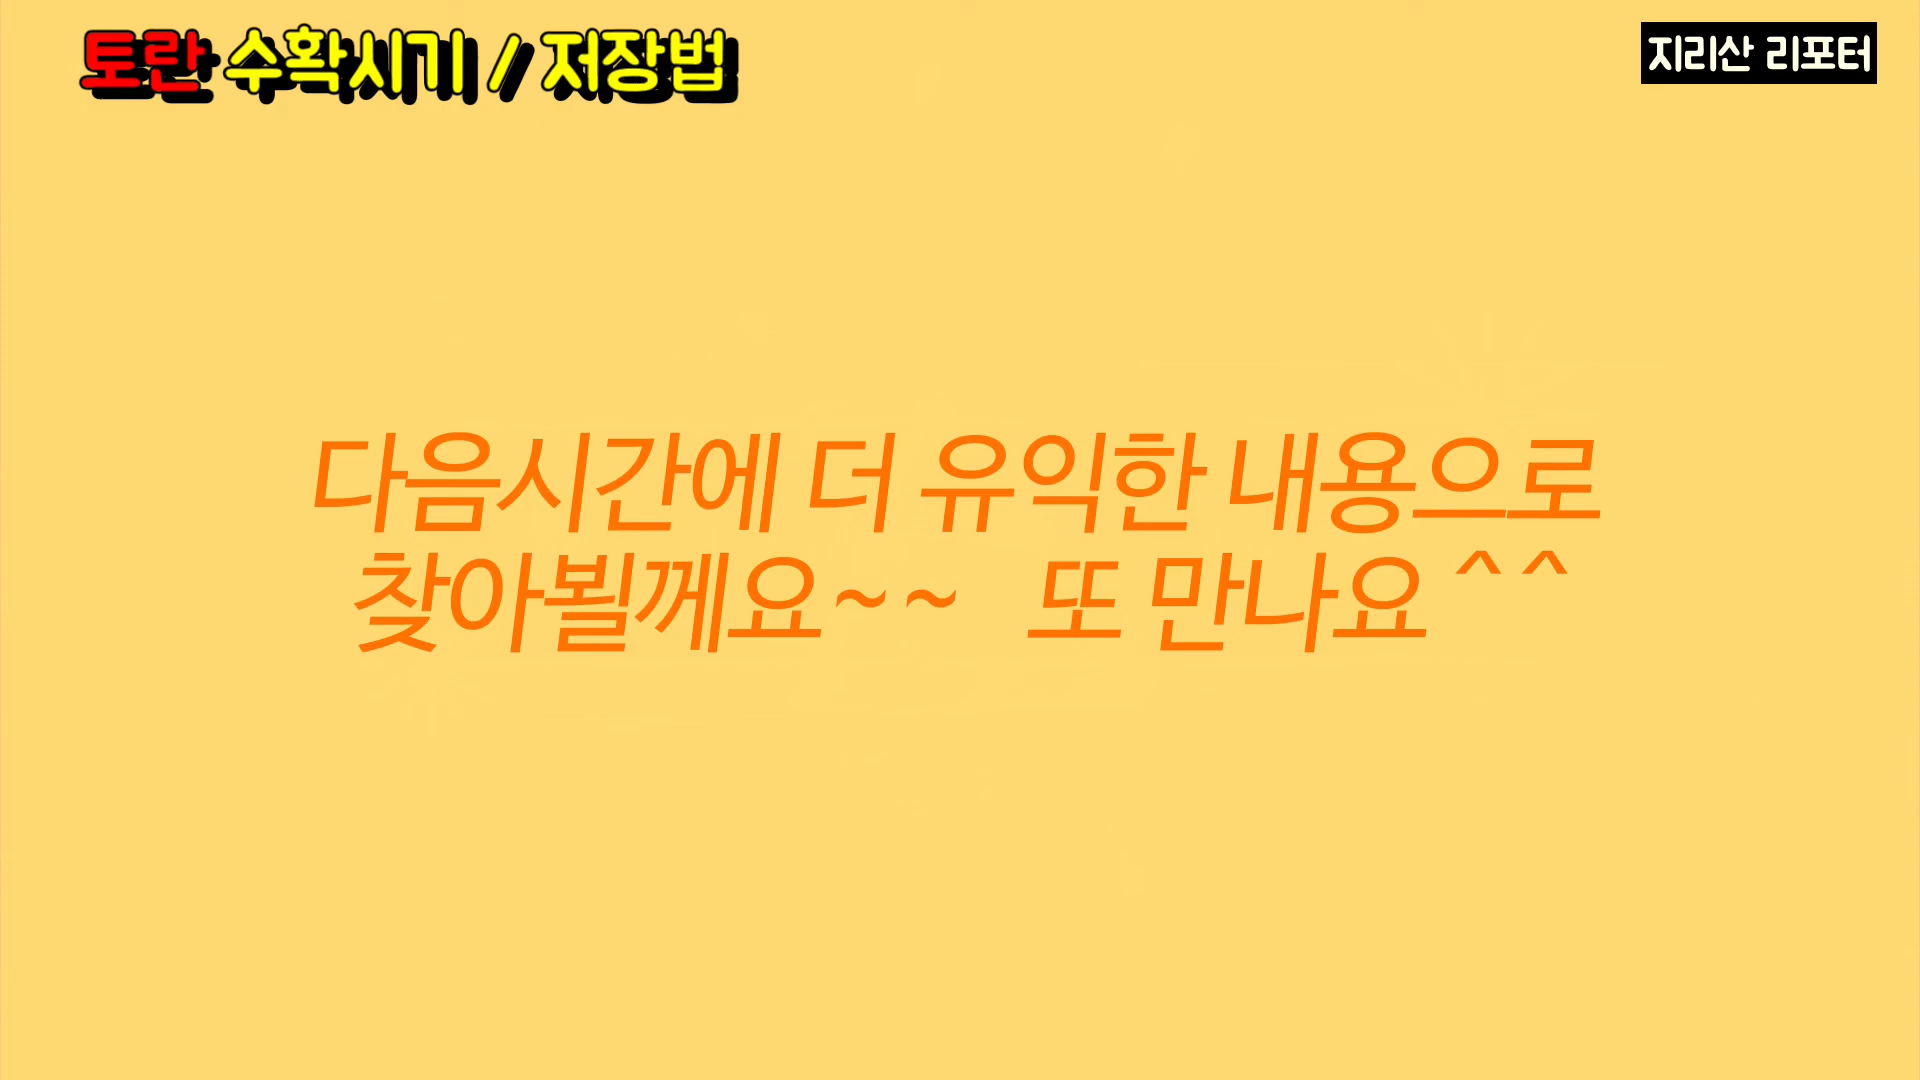 토란 수확시기 / 저장법
지리산 리포터
다음시간에 더 유익한 내용으로
찾아뵐께요~~ 또 만나요^^